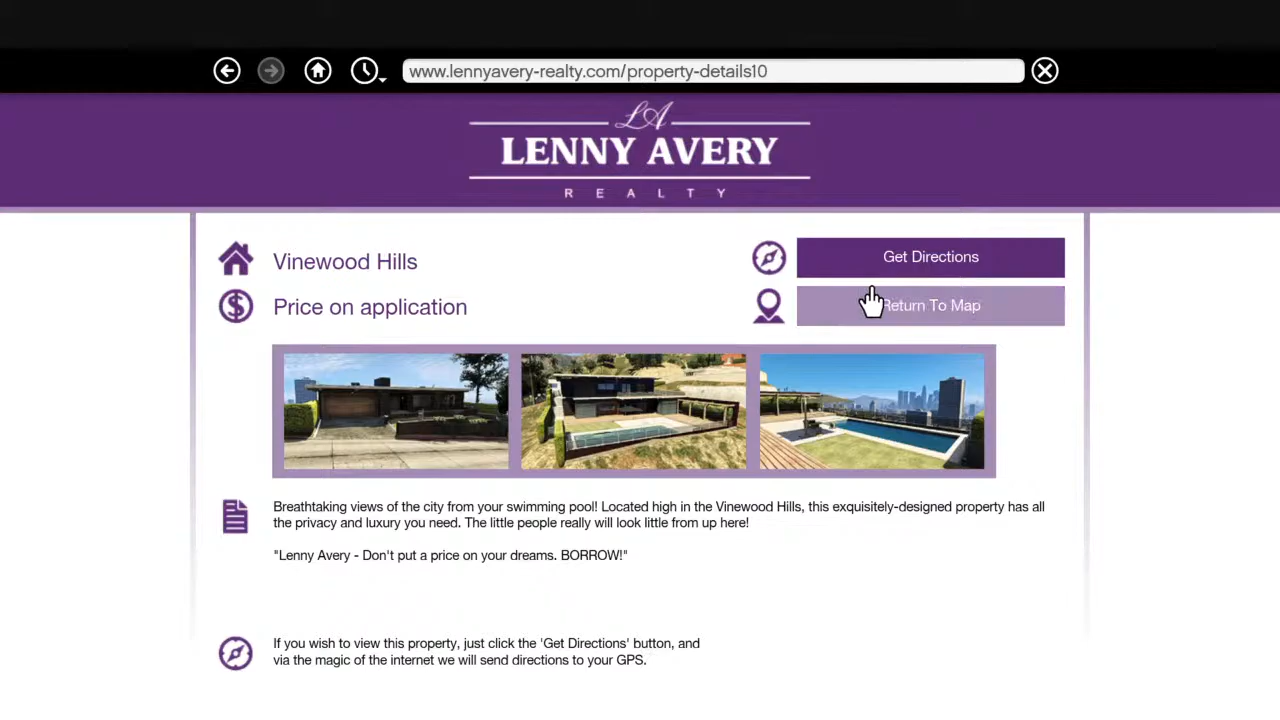 www.lennyavery-realty.com/property-details10
LA
LENNY AVERY
REALTY
Vinewood Hills
Get Directions
Price on application
Return To Map
Breathtaking views of the city from your swimming pool! Located high in the Vinewood Hills, this exquisitely-designed property has all
the privacy and luxury you need. The little people really will look little from up here!
"Lenny Avery - Don't put a price on your dreams. BORROW!"
If you wish to view this property, just click the 'Get Directions' button, and
via the magic of the internet we will send directions to your GPS.